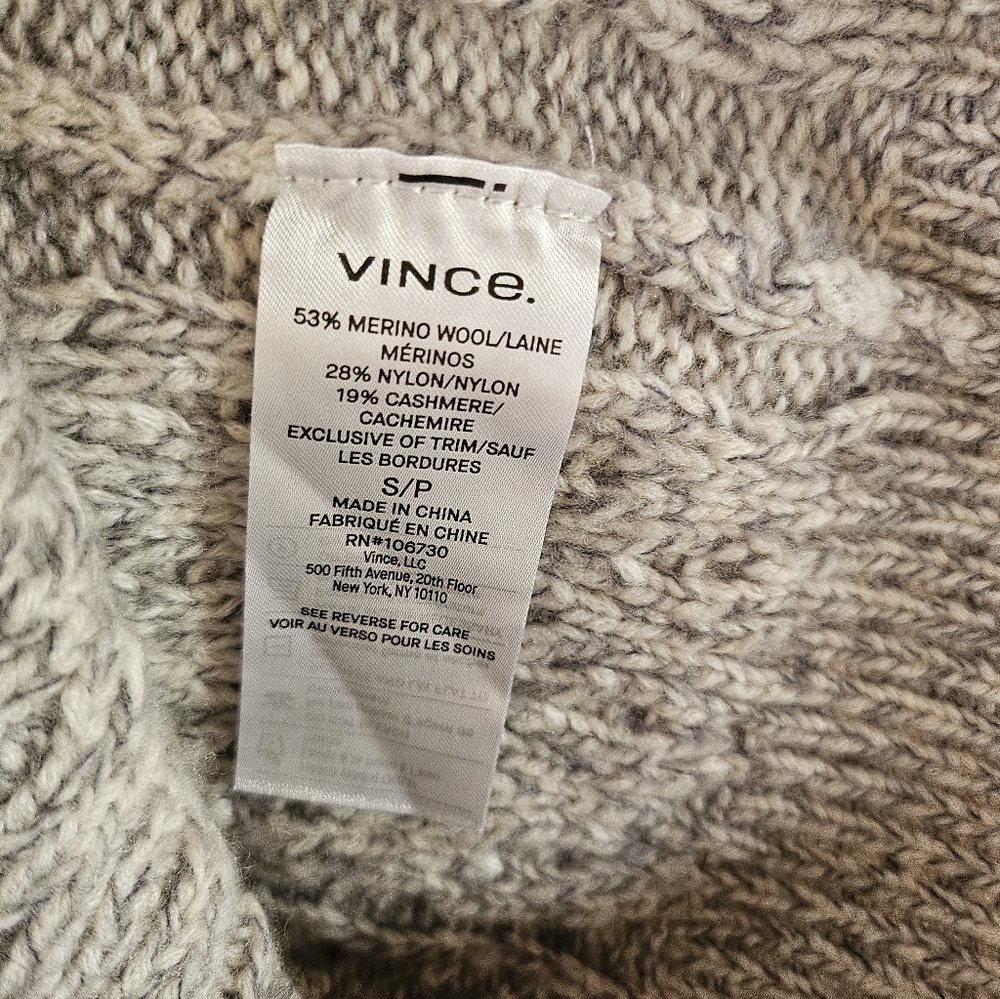 VINCE.
53% MERINO WOOL/LAINE
MÉRINOS
28% NYLON/NYLON
19% CASHMERE/
CACHEMIRE
EXCLUSIVE OF TRIM/SAUF
LES BORDURES
S/P
MADE IN CHINA
FABRIQUÉ EN CHINE
RN#106730
Vince, LLC
500 Fifth Avenue, 20th Floor
New York, NY 10110
SEE REVERSE FOR CARE
VOIR AU VERSO POUR LES SOINS